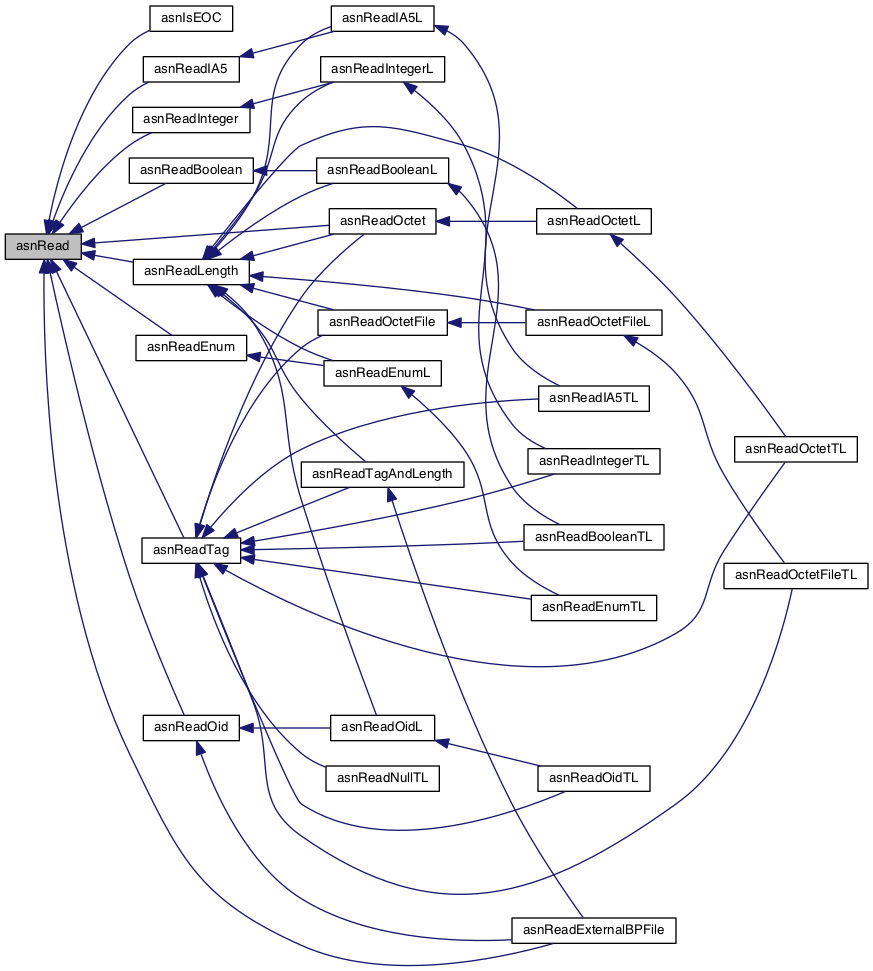 asnIsEOC
asnReadIA5L
asnReadIA5
asnReadIntegerL
asnReadInteger
asnReadBoolean
asnReadBooleanL
asnReadOctet
asnReadOctetL
asnRead
asnReadLength
asnReadOctetFile
asnReadOctetFileL
asnReadEnum
asnReadEnumL
asnReadIA5TL
asnReadOctetTL
asnReadIntegerTL
asnReadTagAndLength
asnReadBooleanTL
asnReadTag
asnReadOctetFileTL
asnReadEnumTL
asnReadOid
asnReadOidL
asnReadNullTL
asnReadOidTL
asnReadExternalBPFile